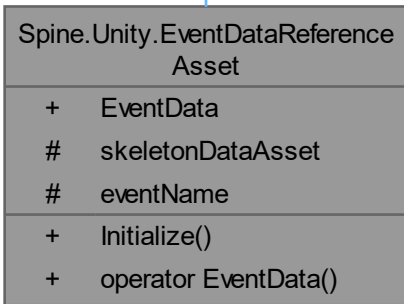 Spine.Unity.EventDataReference
Asset
+ EventData
# skeletonDataAsset
# eventName
+ Initialize()
+ operator EventData()